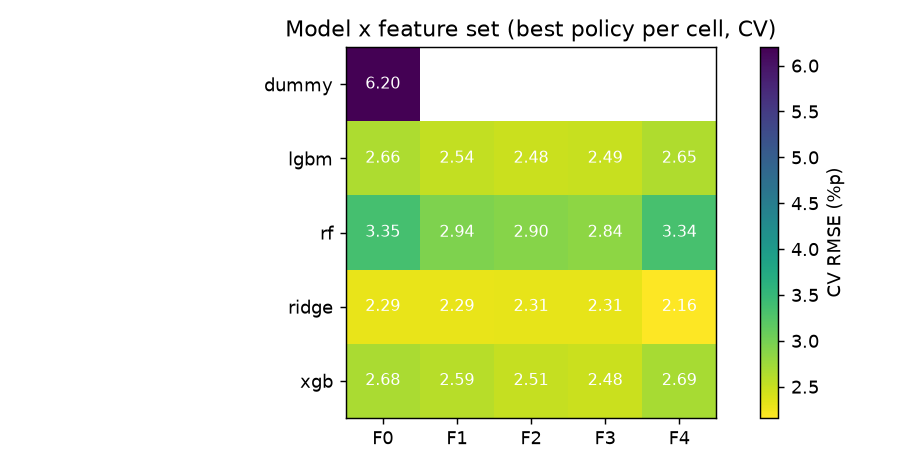 Model x feature set (best policy per cell, CV)
dummy 6.20
lgbm 2.66 2.54 2.48 2.49 2.65
rf 3.35 2.94 2.90 2.84 3.34
ridge 2.29 2.29 2.31 2.31 2.16
xgb 2.68 2.59 2.51 2.48 2.69
F0 F1 F2 F3 F4
6.0
5.5
5.0
4.5
4.0
3.5
3.0
2.5
CV RMSE (%p)